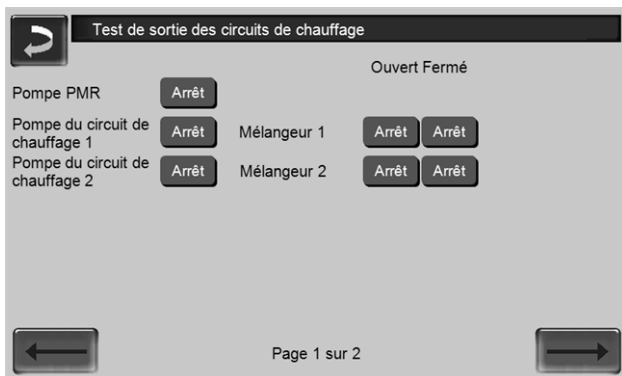 Test de sortie des circuits de chauffage
Ouvert Fermé
Pompe PMR Arrêt
Pompe du circuit de
chauffage 1 Arrêt Mélangeur 1 Arrêt Arrêt
Pompe du circuit de
chauffage 2 Arrêt Mélangeur 2 Arrêt Arrêt
Page 1 sur 2